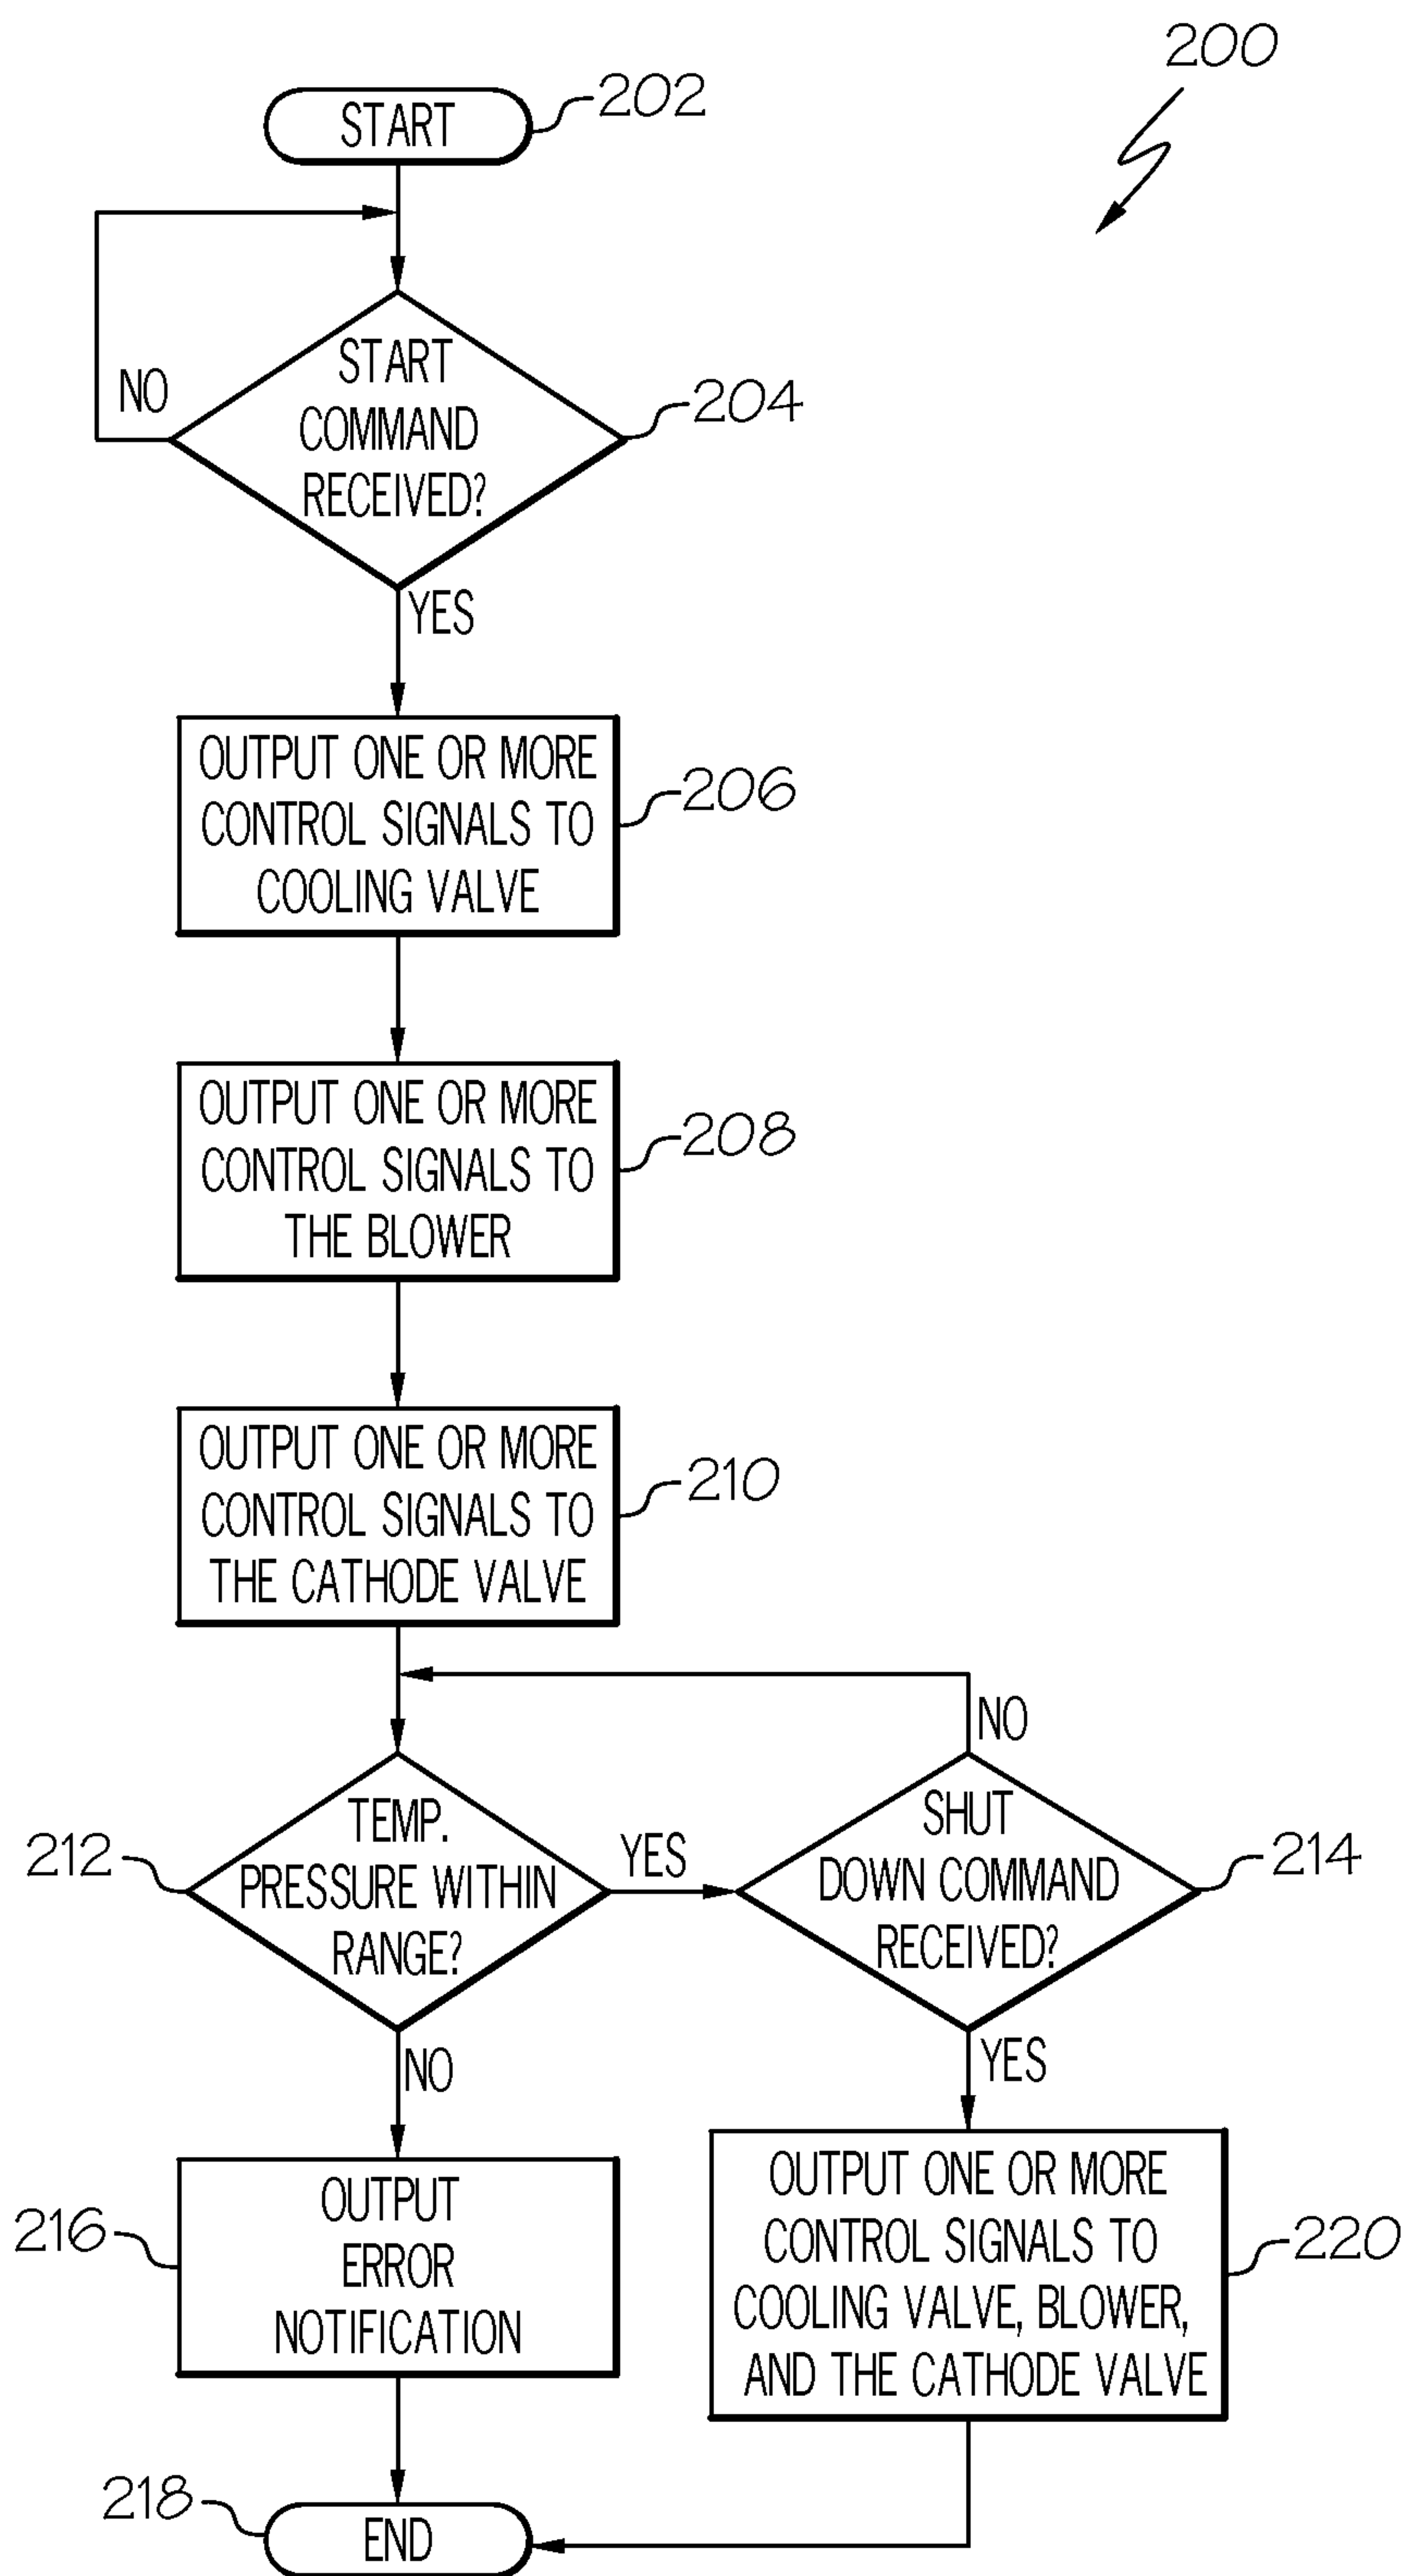 200
START
202
START
COMMAND
RECEIVED?
204
NO
YES
OUTPUT ONE OR MORE
CONTROL SIGNALS TO
COOLING VALVE
206
OUTPUT ONE OR MORE
CONTROL SIGNALS TO
THE BLOWER
208
OUTPUT ONE OR MORE
CONTROL SIGNALS TO
THE CATHODE VALVE
210
TEMP.
PRESSURE WITHIN
RANGE?
212
YES
NO
SHUT
DOWN COMMAND
RECEIVED?
214
NO
YES
OUTPUT
ERROR
NOTIFICATION
216
OUTPUT ONE OR MORE
CONTROL SIGNALS TO
COOLING VALVE, BLOWER,
AND THE CATHODE VALVE
220
END
218